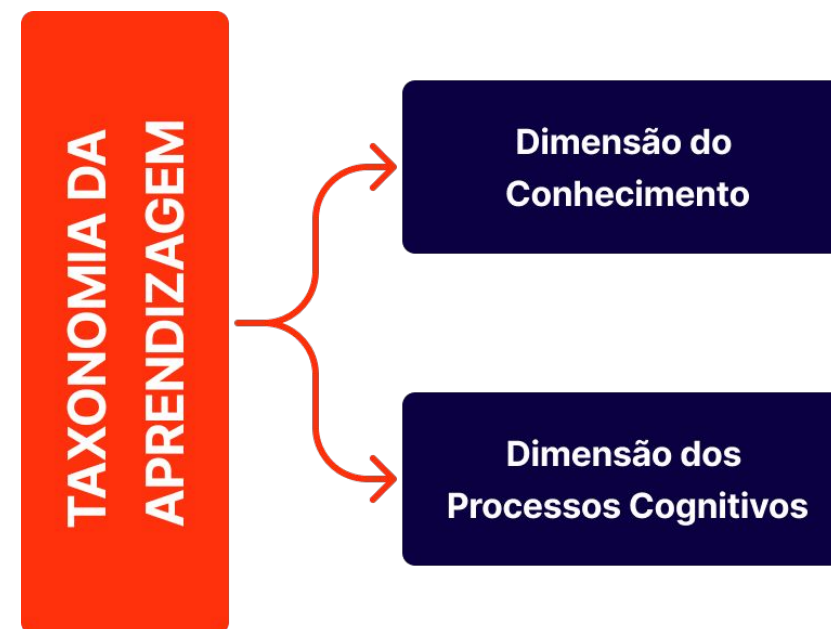 TAXONOMIA DA
APRENDIZAGEM
Dimensão do
Conhecimento
Dimensão dos
Processos Cognitivos